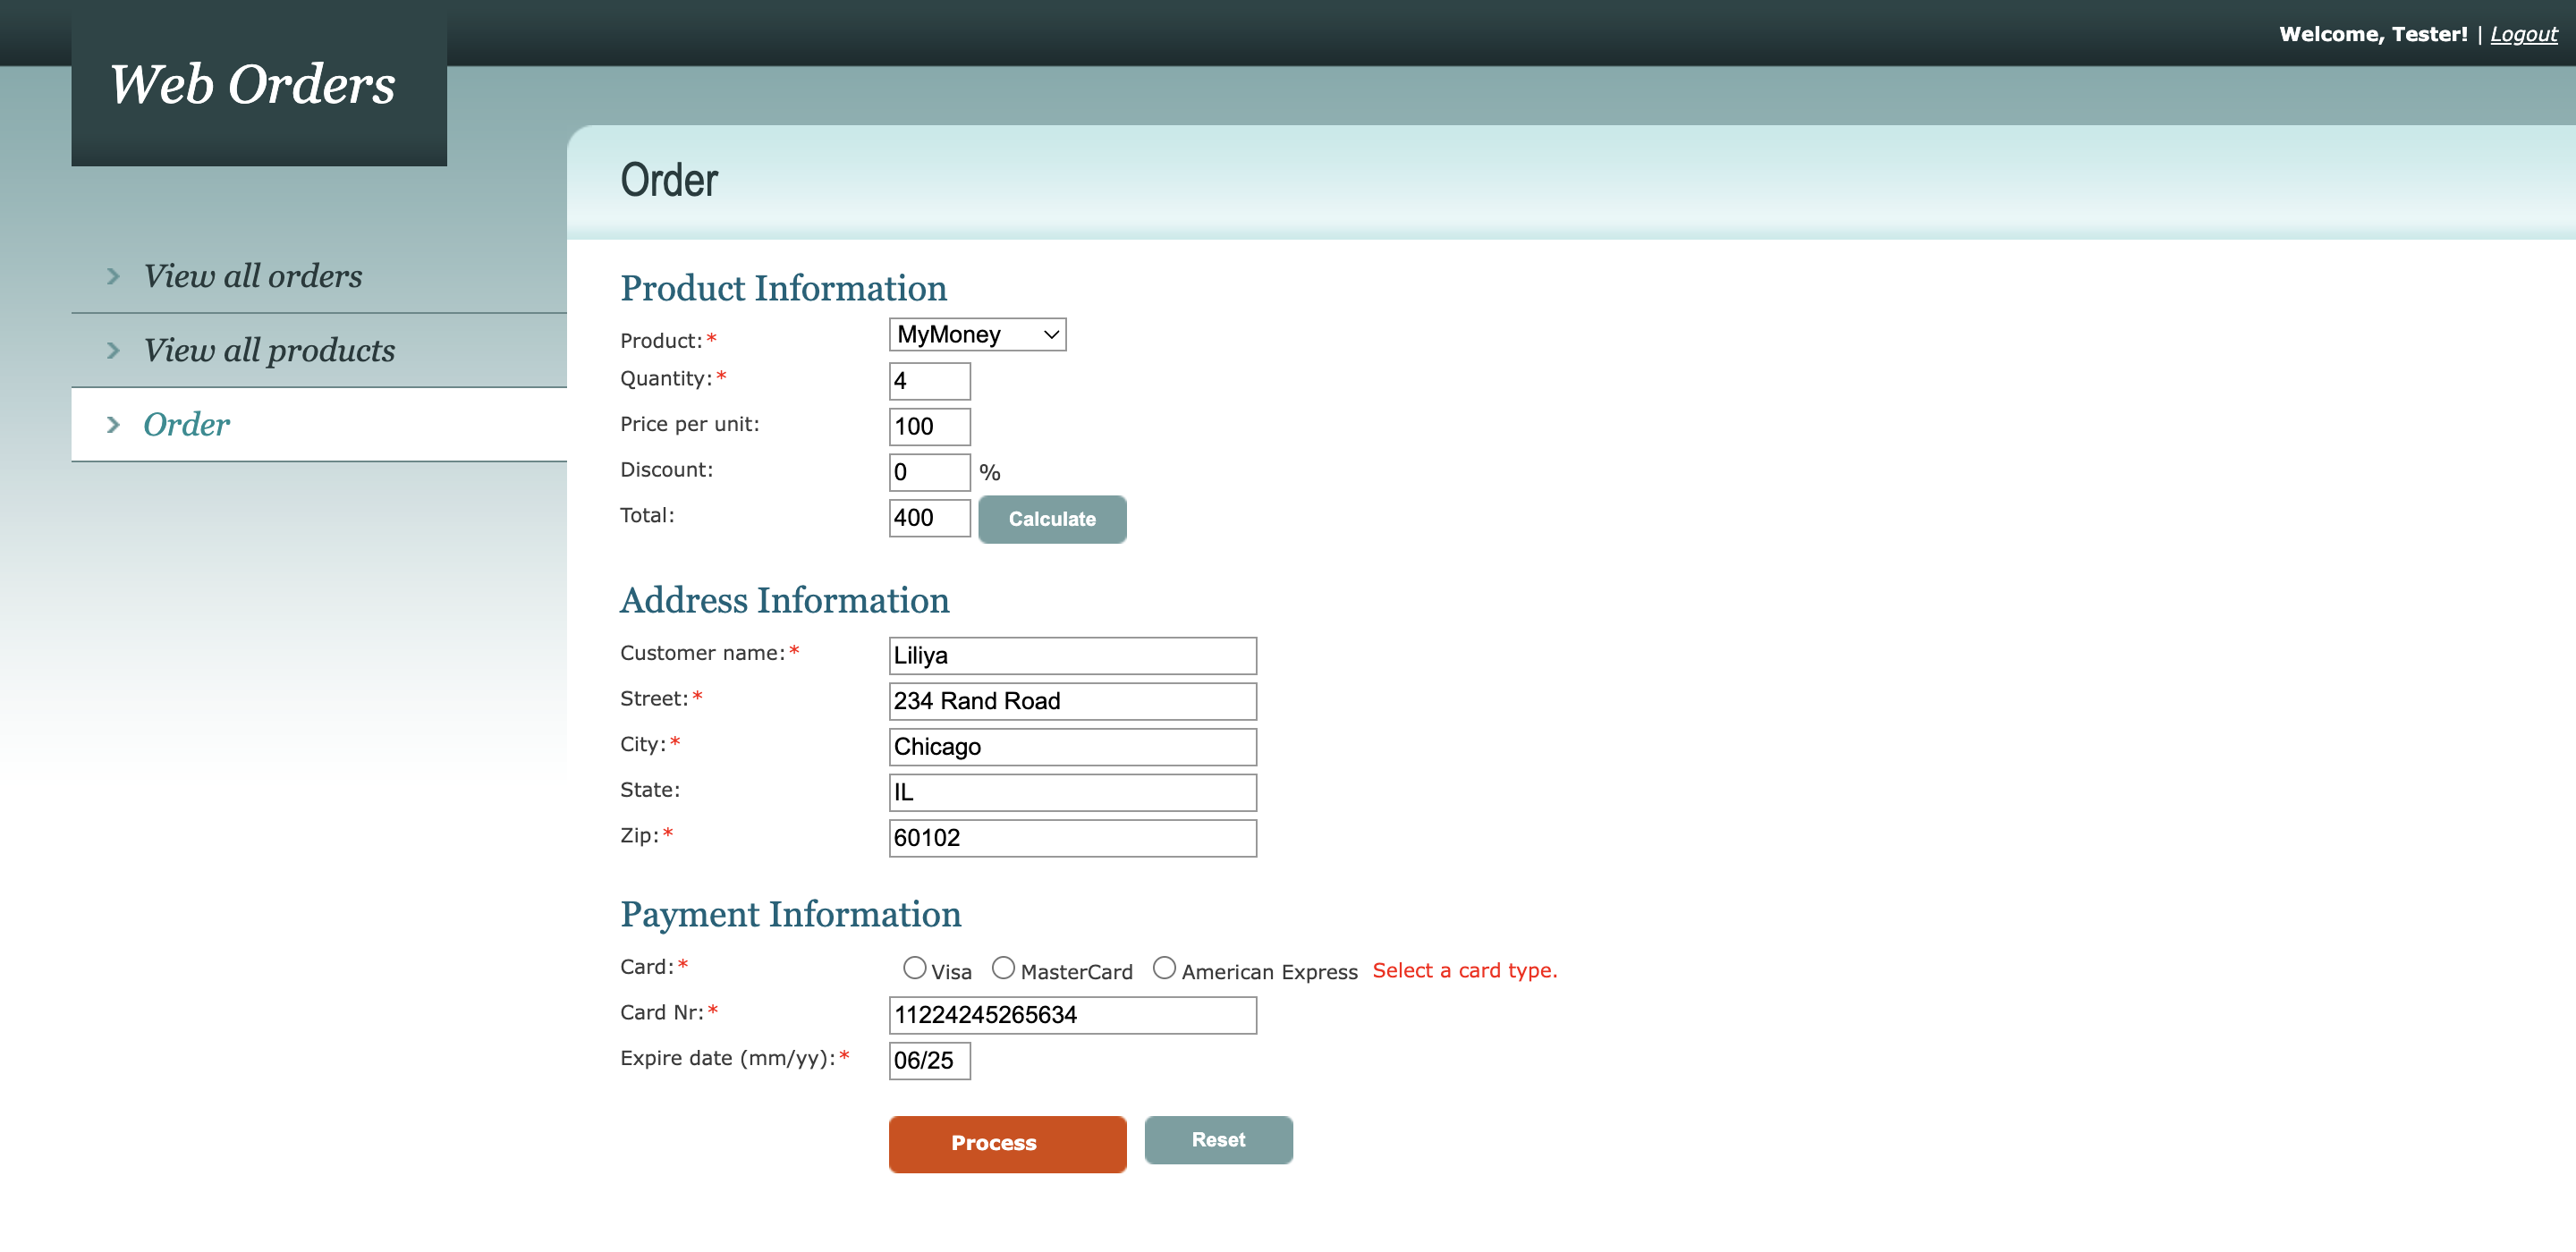 Welcome, Tester! | Logout
Web Orders
Order
View all orders
View all products
Order
Product Information
Product:* MyMoney
Quantity:* 4
Price per unit: 100
Discount: 0 %
Total: 400 Calculate
Address Information
Customer name:* Liliya
Street:* 234 Rand Road
City:* Chicago
State: IL
Zip:* 60102
Payment Information
Card:* Visa MasterCard American Express Select a card type.
Card Nr:* 11224245265634
Expire date (mm/yy):* 06/25
Process Reset